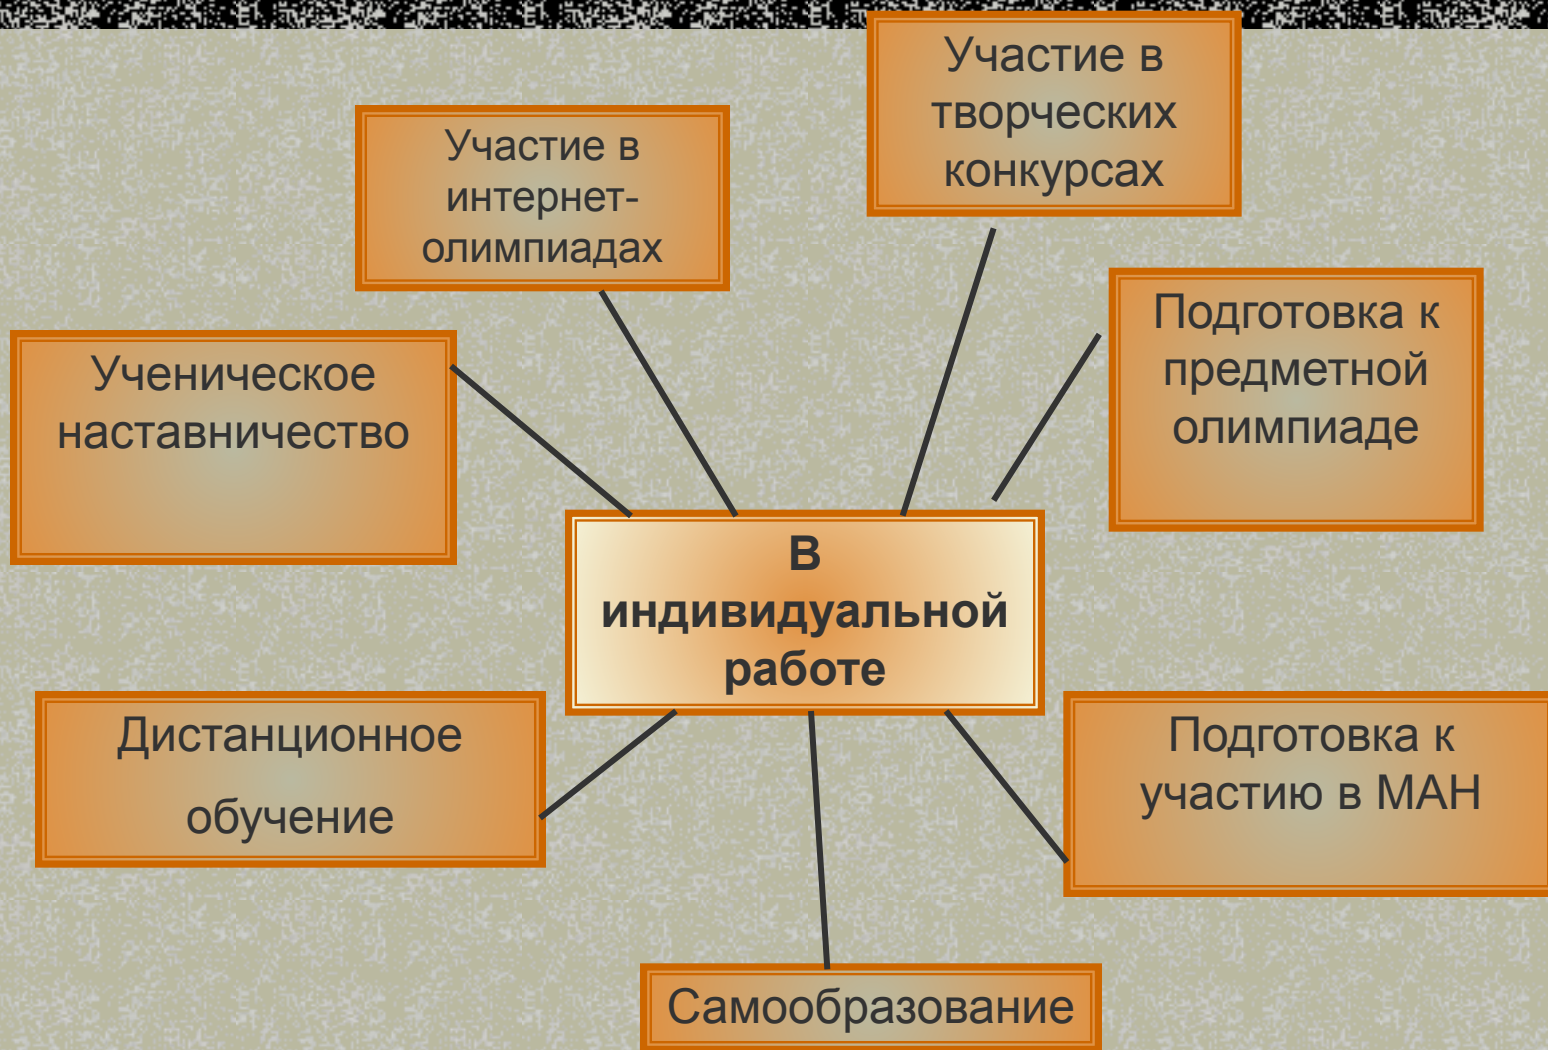 Участие в
творческих
конкурсах
Участие в
интернет-
олимпиадах
Подготовка к
предметной
олимпиаде
Ученическое
наставничество
В
индивидуальной
работе
Дистанционное
обучение
Подготовка к
участию в МАН
Самообразование